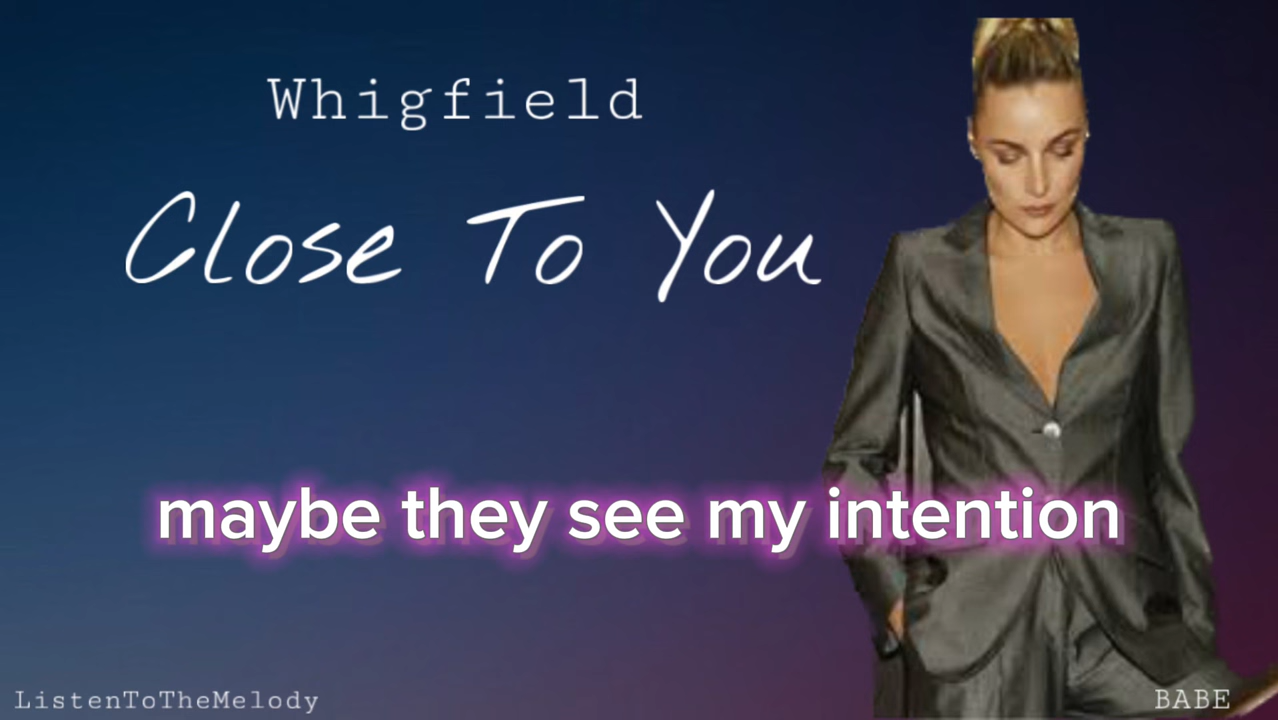 Whigfield
Close To You
maybe they see my intention
ListenToTheMelody
BABE